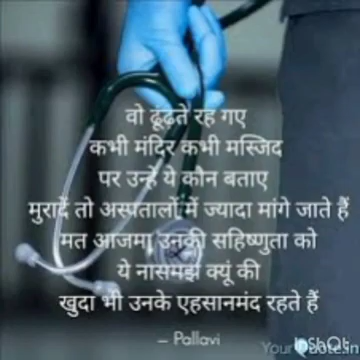 वो ढूंढ़ते रह गए
कभी मंदिर कभी मस्जिद
पर उन्हें ये कौन बताए
मुरादें तो अस्पतालों में ज्यादा मांगे जाते हैं
मत आजमा उनकी सहिष्णुता को
ये नासमझ क्यूं की
खुदा भी उनके एहसानमंद रहते हैं
– Pallavi
YourQuote.in
InShOt